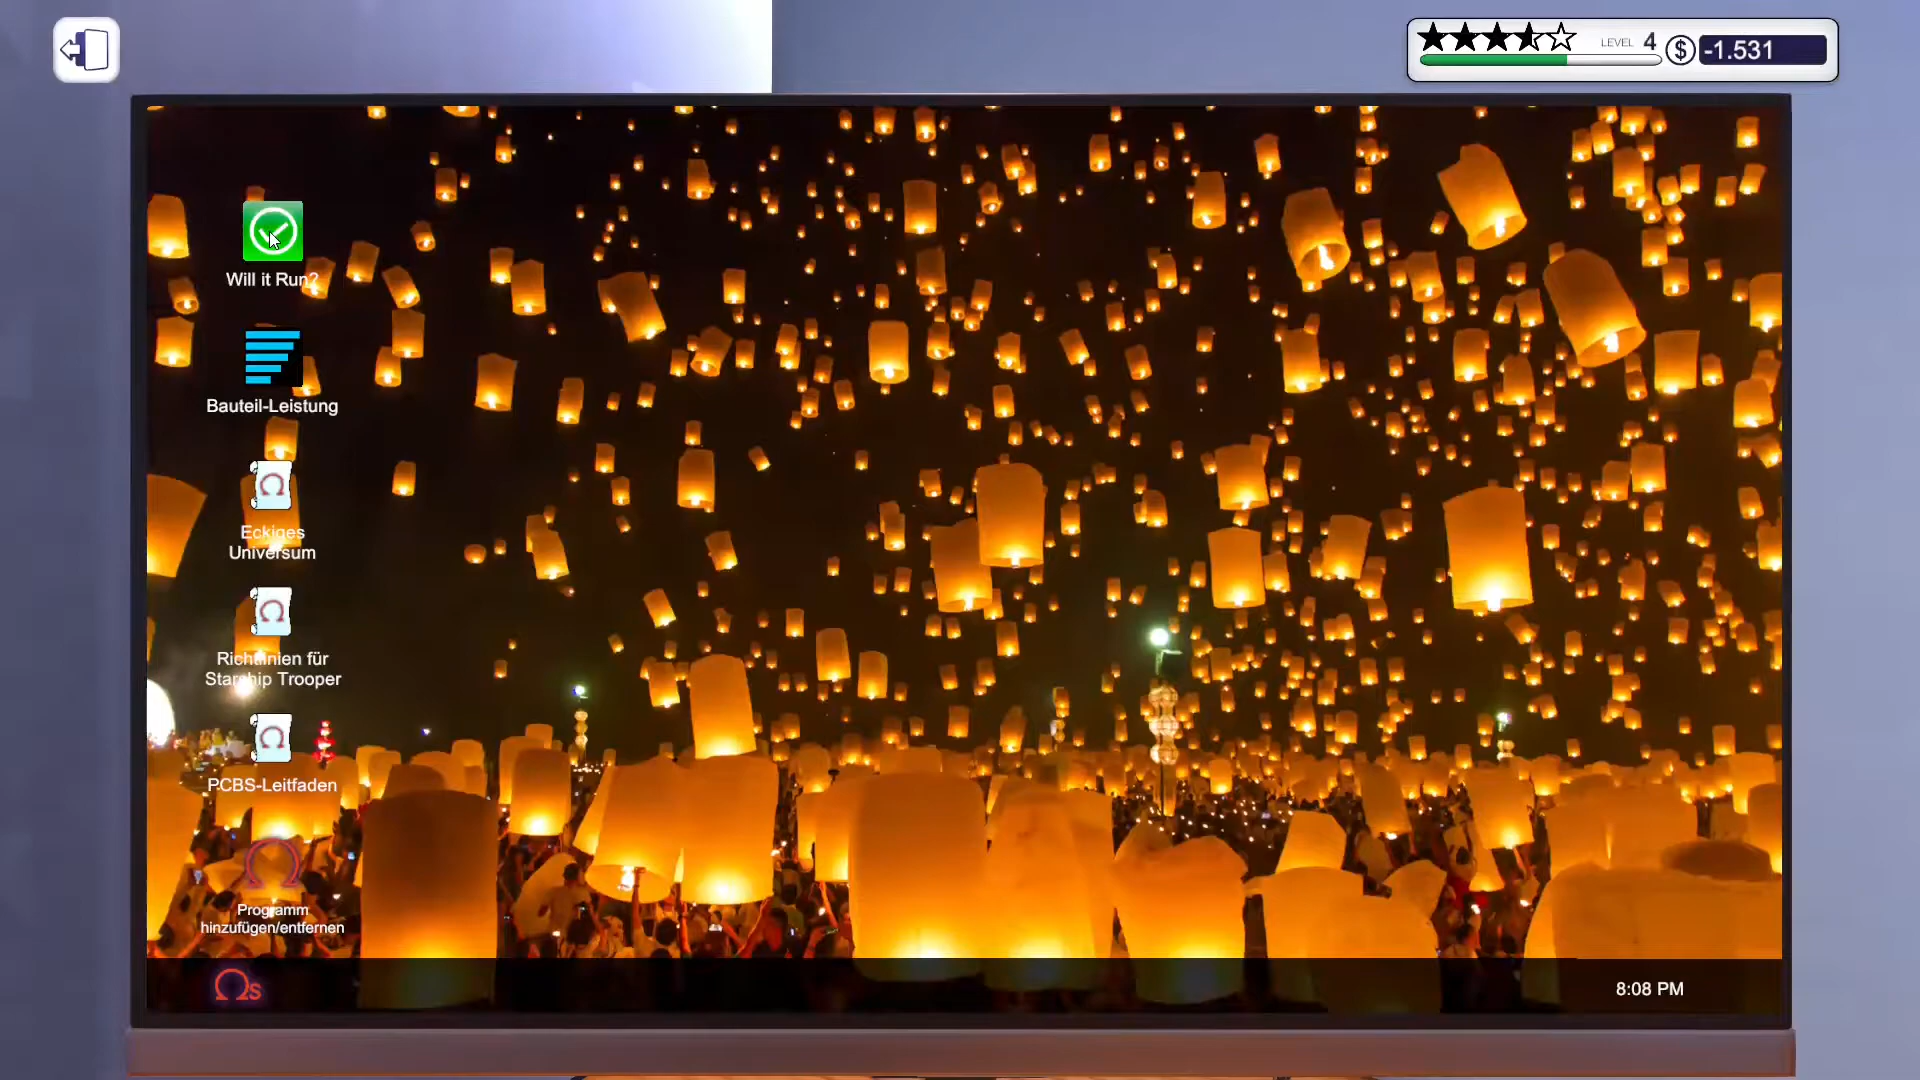 LEVEL 4
$ -1.531
Will it Run?
Bauteil-Leistung
Eckiges
Universum
Richtlinien für
Starship Trooper
PCBS-Leitfaden
Programm
hinzufügen/entfernen
Ωs
8:08 PM